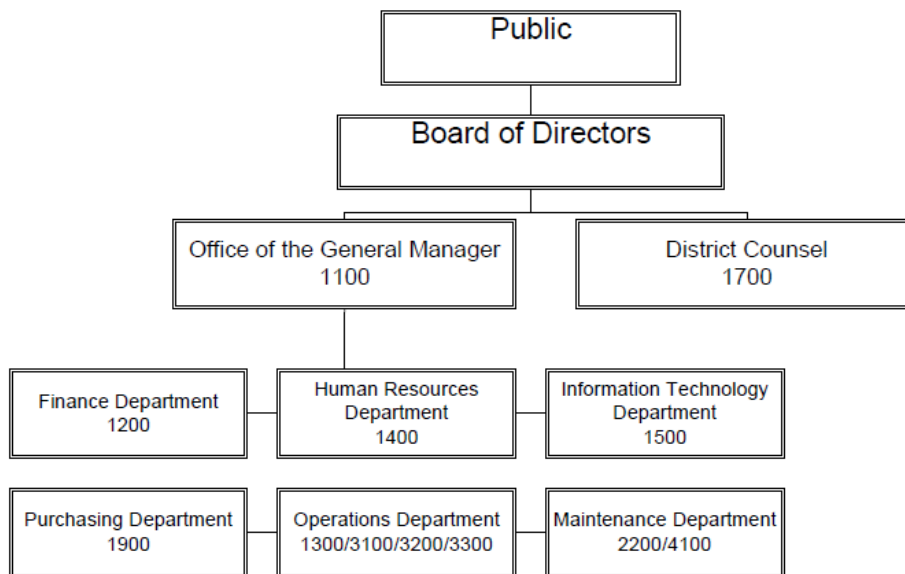 Public
Board of Directors
Office of the General Manager
1100
District Counsel
1700
Finance Department
1200
Human Resources
Department
1400
Information Technology
Department
1500
Purchasing Department
1900
Operations Department
1300/3100/3200/3300
Maintenance Department
2200/4100